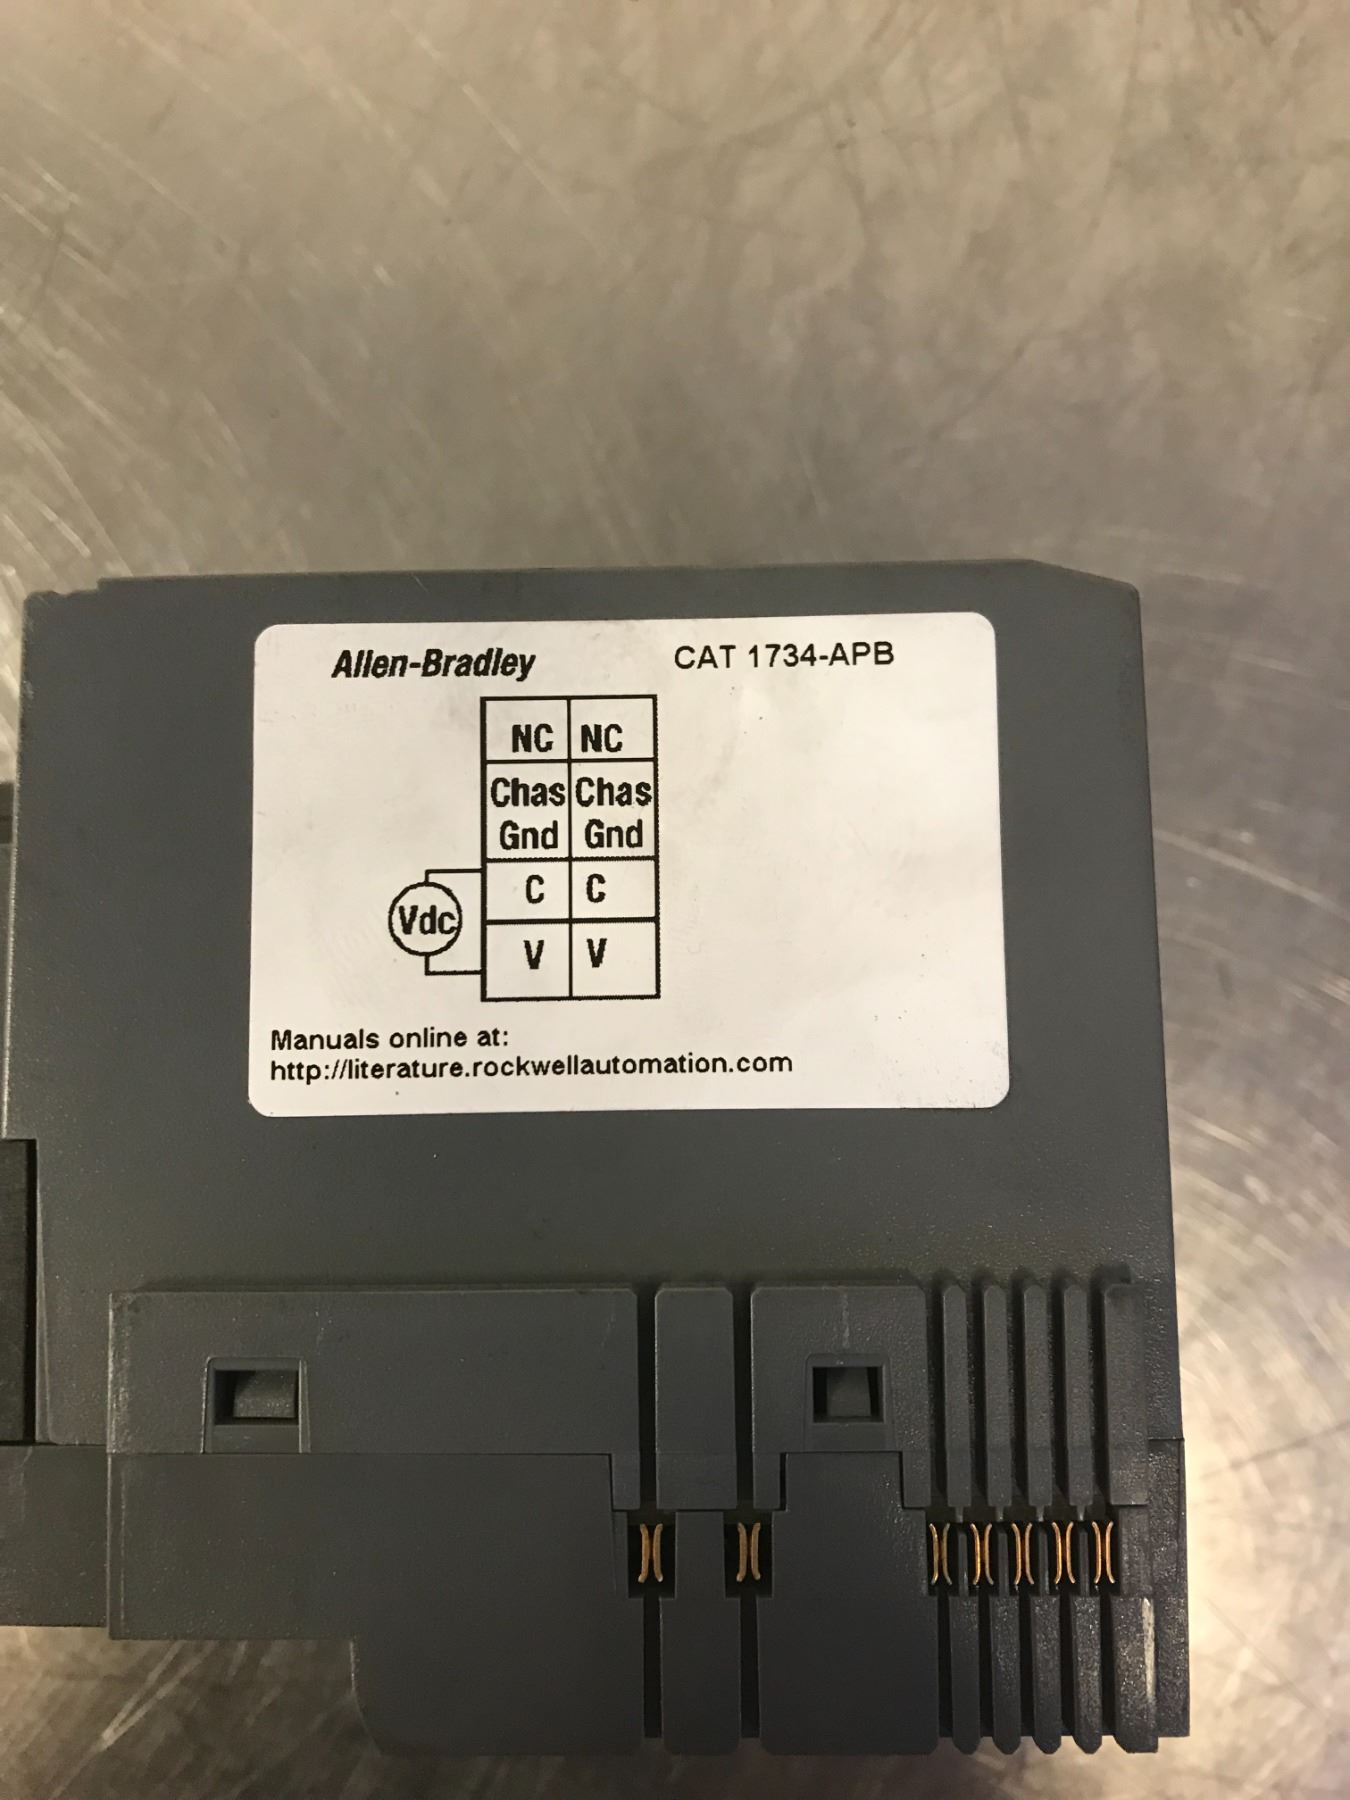 Allen-Bradley CAT 1734-APB
NC NC
Chas Chas
Gnd Gnd
C C
Vdc
V V
Manuals online at:
http://literature.rockwellautomation.com